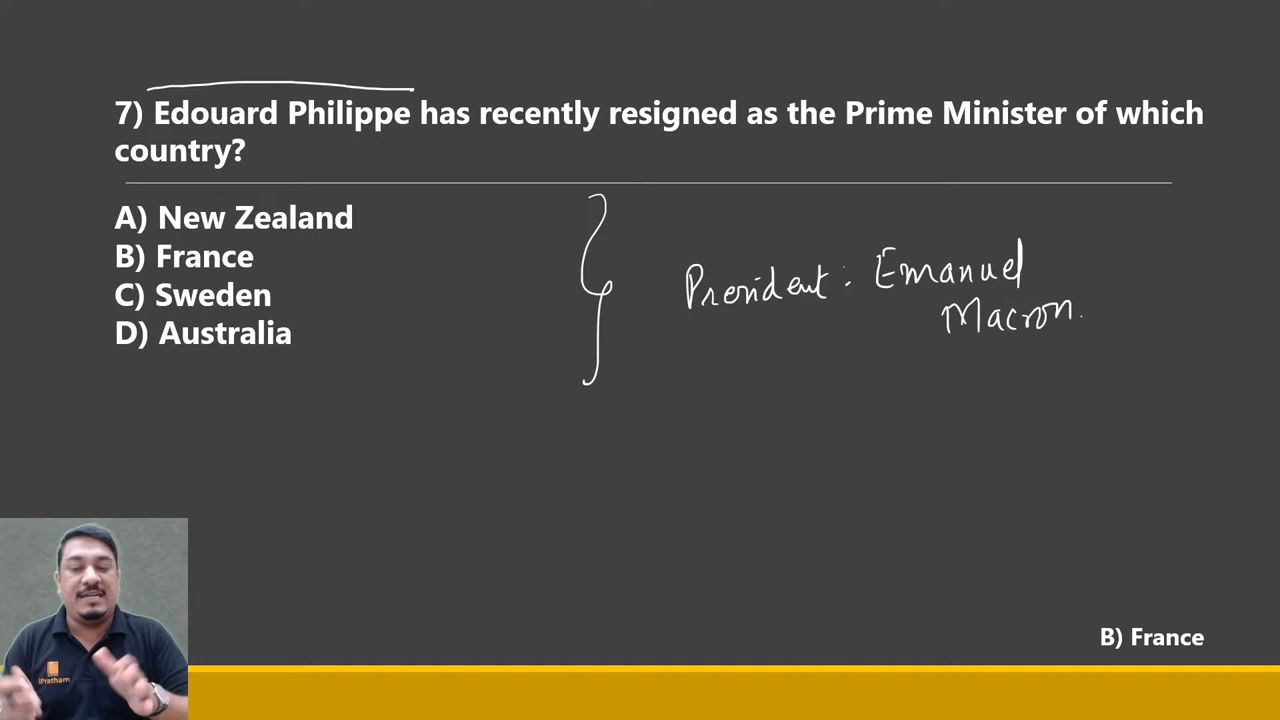 7) Edouard Philippe has recently resigned as the Prime Minister of which
country?
A) New Zealand
B) France
C) Sweden
D) Australia
President: Emanuel
Macron.
B) France
iPratham